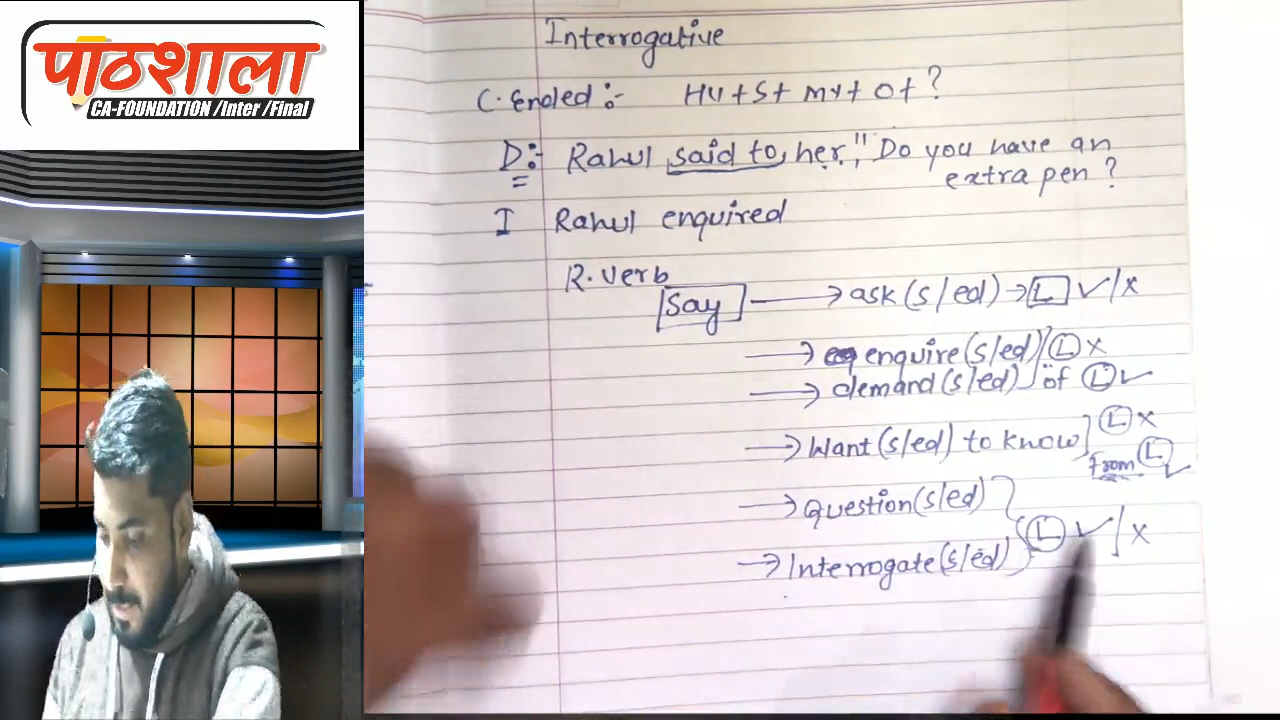 पाठशाला
CA-FOUNDATION /Inter /Final
Interrogative
C. Ended :- HV + S + MV + Ot ?
D:- Rahul said to her, "Do you have an
extra pen ?
I Rahul enquired
R. verb
Say → ask (s/ed) → L ✓/x
→ enquire (s/ed) L x
→ demand (s/ed) of L ✓
→ Want (s/ed) to know L x
from L ✓
→ Question (s/ed)
→ Interrogate (s/ed) L ✓/x